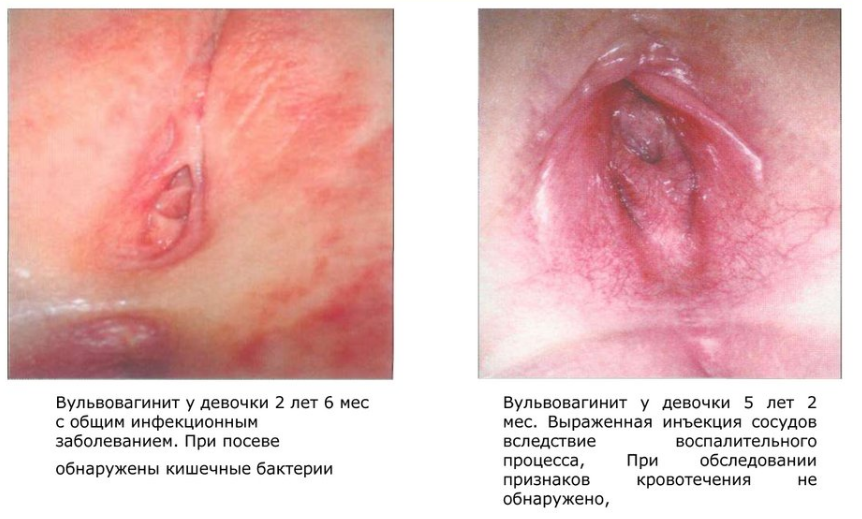 Вульвовагинит у девочки 2 лет 6 мес
с общим инфекционным
заболеванием. При посеве
обнаружены кишечные бактерии
Вульвовагинит у девочки 5 лет 2
мес. Выраженная инъекция сосудов
вследствие воспалительного
процесса, При обследовании
признаков кровотечения не
обнаружено,